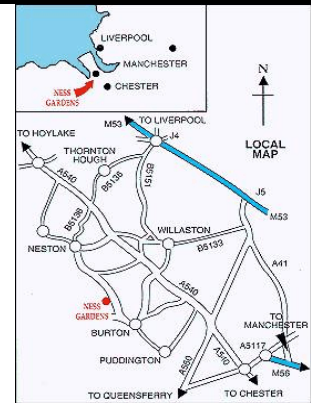 LIVERPOOL
MANCHESTER
NESS
GARDENS
CHESTER
N
LOCAL
MAP
M53
TO LIVERPOOL
J4
TO HOYLAKE
THORNTON
HOUGH
A540
B5136
B5151
J5
M53
B5136
WILLASTON
B5133
NESTON
A41
A540
NESS
GARDENS
BURTON
TO
MANCHESTER
PUDDINGTON
A5117
A550
A540
M56
TO QUEENSFERRY
TO CHESTER